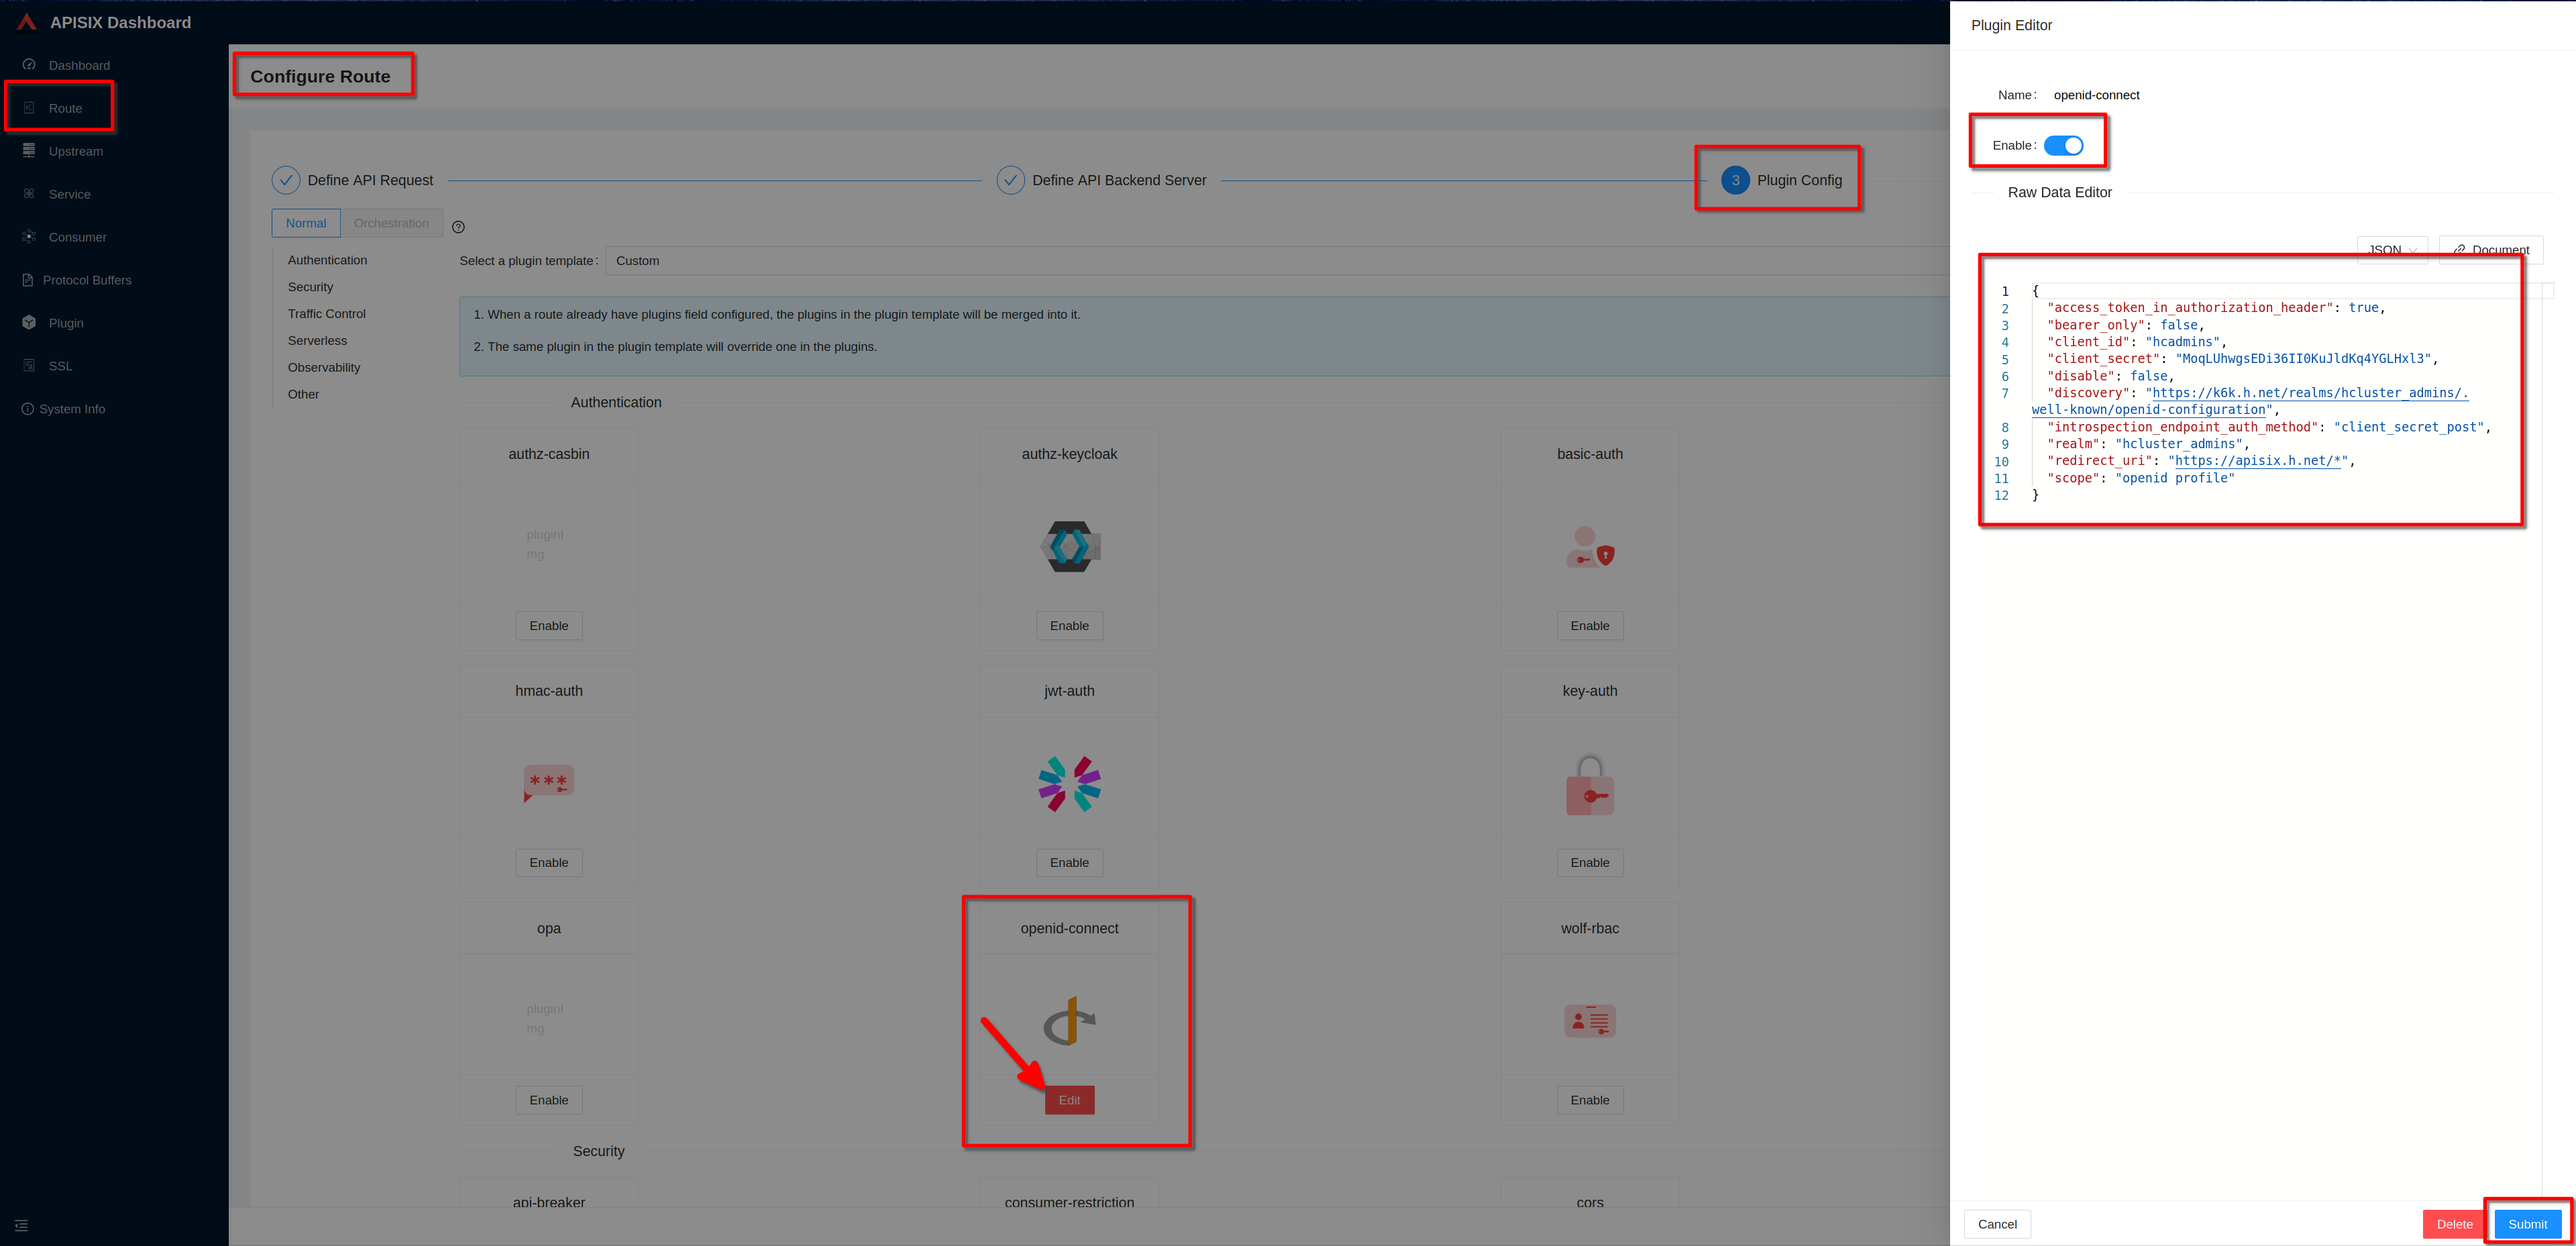 APISIX Dashboard
Dashboard
Route
Upstream
Service
Consumer
Protocol Buffers
Plugin
SSL
System Info
Configure Route
Define API Request
Define API Backend Server
3 Plugin Config
Normal
Orchestration
Authentication
Security
Traffic Control
Serverless
Observability
Other
Select a plugin template:
Custom
1. When a route already have plugins field configured, the plugins in the plugin template will be merged into it.
2. The same plugin in the plugin template will override one in the plugins.
Authentication
authz-casbin
authz-keycloak
basic-auth
pluginI
mg
Enable
Enable
Enable
hmac-auth
jwt-auth
key-auth
***
Enable
Enable
Enable
opa
openid-connect
wolf-rbac
pluginI
mg
Enable
Edit
Enable
Security
api-breaker
consumer-restriction
cors
Plugin Editor
Name: openid-connect
Enable:
Raw Data Editor
JSON
Document
1 {
2 "access_token_in_authorization_header": true,
3 "bearer_only": false,
4 "client_id": "hcadmins",
5 "client_secret": "MoqLUhwgsEDi36II0KuJldKq4YGLHxl3",
6 "disable": false,
7 "discovery": "https://k6k.h.net/realms/hcluster_admins/.
well-known/openid-configuration",
8 "introspection_endpoint_auth_method": "client_secret_post",
9 "realm": "hcluster_admins",
10 "redirect_uri": "https://apisix.h.net/*",
11 "scope": "openid profile"
12 }
Cancel
Delete
Submit